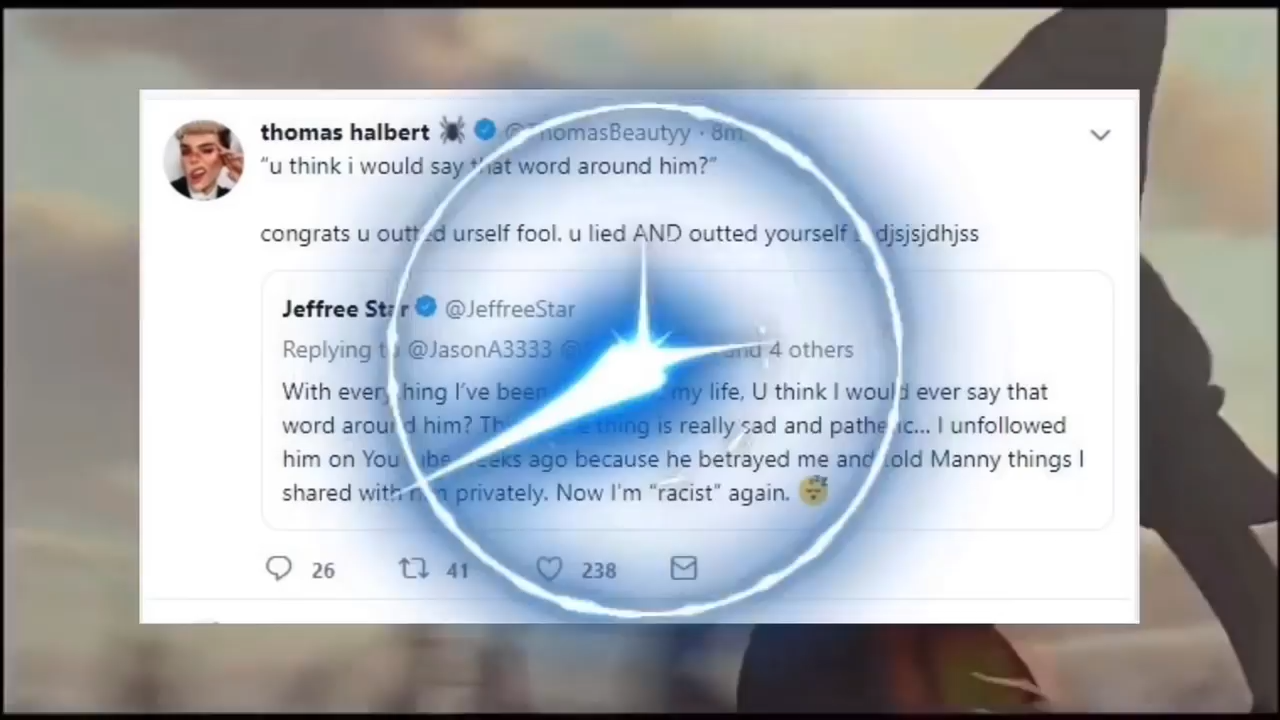 thomas halbert @ThomasBeautyy · 8m
“u think i would say that word around him?”
congrats u outted urself fool. u lied AND outted yourself djsjsjdhjss
Jeffree Star @JeffreeStar
Replying to @JasonA3333 and 4 others
With everything I’ve been my life, U think I would ever say that
word around him? thing is really sad and pathetic... I unfollowed
him on YouTube weeks ago because he betrayed me and told Manny things I
shared with him privately. Now I'm “racist” again.
26 41 238